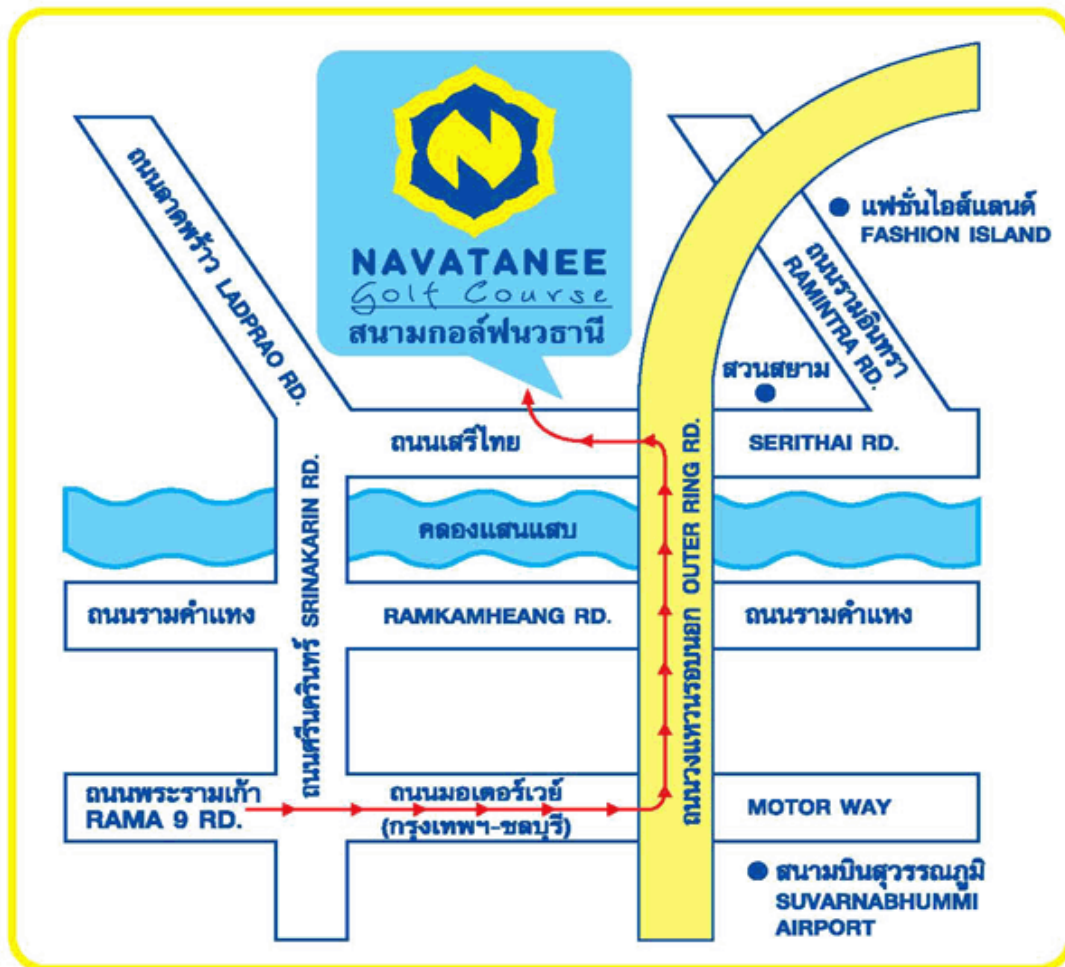 NAVATANEE
Golf Course
สนามกอล์ฟนวธานี
ถนนลาดพร้าว LADPRAO RD.
แฟชั่นไอส์แลนด์
FASHION ISLAND
ถนนรามอินทรา
RAMINTRA RD.
สวนสยาม
ถนนเสรีไทย
SERITHAI RD.
คลองแสนแสบ
ถนนศรีนครินทร์ SRINAKARIN RD.
ถนนวงแหวนรอบนอก OUTER RING RD.
ถนนรามคำแหง
RAMKAMHEANG RD.
ถนนรามคำแหง
ถนนพระรามเก้า
RAMA 9 RD.
ถนนมอเตอร์เวย์
(กรุงเทพฯ-ชลบุรี)
MOTOR WAY
สนามบินสุวรรณภูมิ
SUVARNABHUMMI
AIRPORT